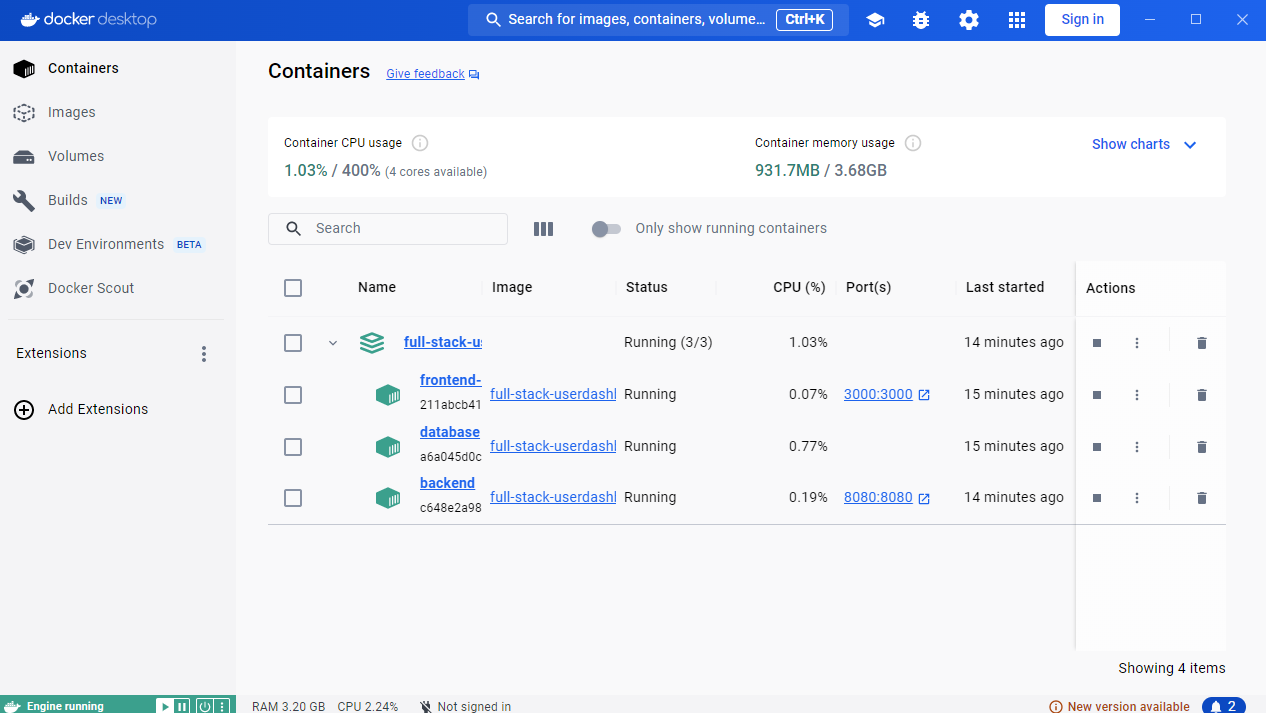 docker desktop
Search for images, containers, volume... Ctrl+K
Sign in
Containers
Images
Volumes
Builds NEW
Dev Environments BETA
Docker Scout
Extensions
Add Extensions
Containers Give feedback
Container CPU usage
1.03% / 400% (4 cores available)
Container memory usage
931.7MB / 3.68GB
Show charts
Search
Only show running containers
Name Image Status CPU (%) Port(s) Last started Actions
full-stack-us Running (3/3) 1.03% 14 minutes ago
frontend-
211abcb41
full-stack-userdashl Running 0.07% 3000:3000 15 minutes ago
database
a6a045d0c
full-stack-userdashl Running 0.77% 15 minutes ago
backend
c648e2a98
full-stack-userdashl Running 0.19% 8080:8080 14 minutes ago
Showing 4 items
Engine running
RAM 3.20 GB CPU 2.24% Not signed in
New version available 2